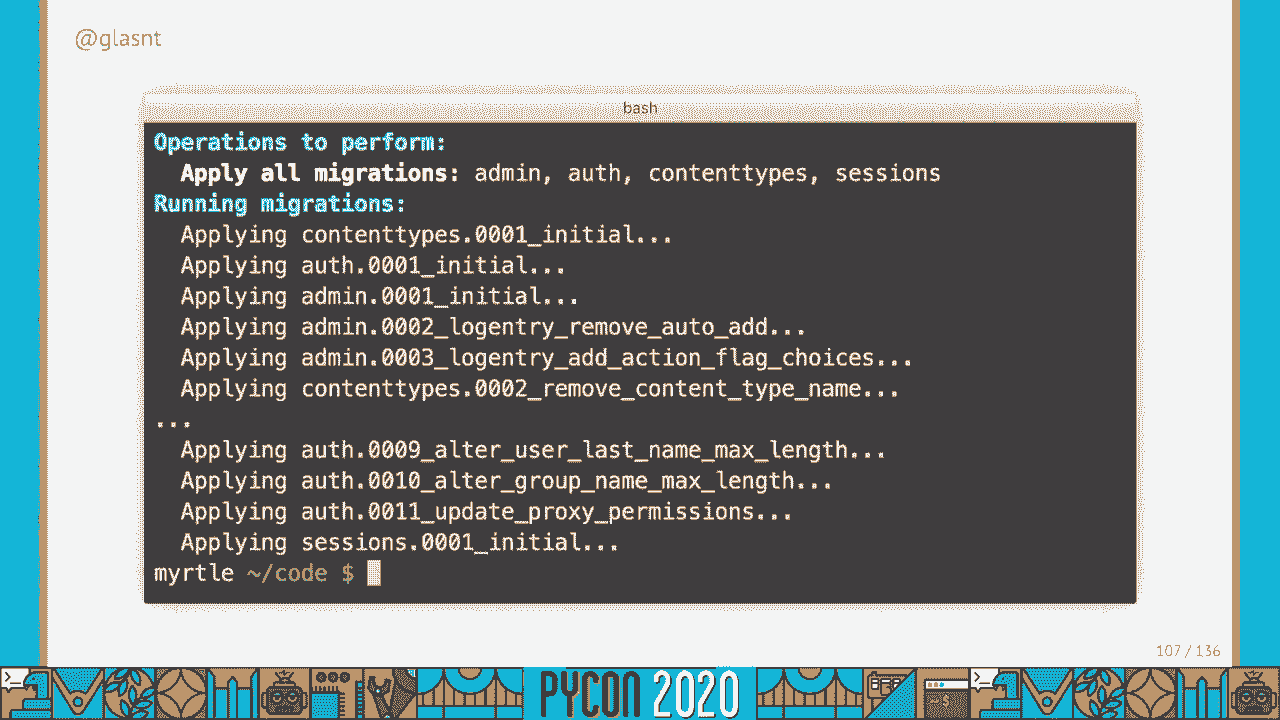 @glasnt
bash
Operations to perform:
Apply all migrations: admin, auth, contenttypes, sessions
Running migrations:
Applying contenttypes.0001_initial...
Applying auth.0001_initial...
Applying admin.0001_initial...
Applying admin.0002_logentry_remove_auto_add...
Applying admin.0003_logentry_add_action_flag_choices...
Applying contenttypes.0002_remove_content_type_name...
...
Applying auth.0009_alter_user_last_name_max_length...
Applying auth.0010_alter_group_name_max_length...
Applying auth.0011_update_proxy_permissions...
Applying sessions.0001_initial...
myrtle ~/code $
107 / 136
PYCON 2020